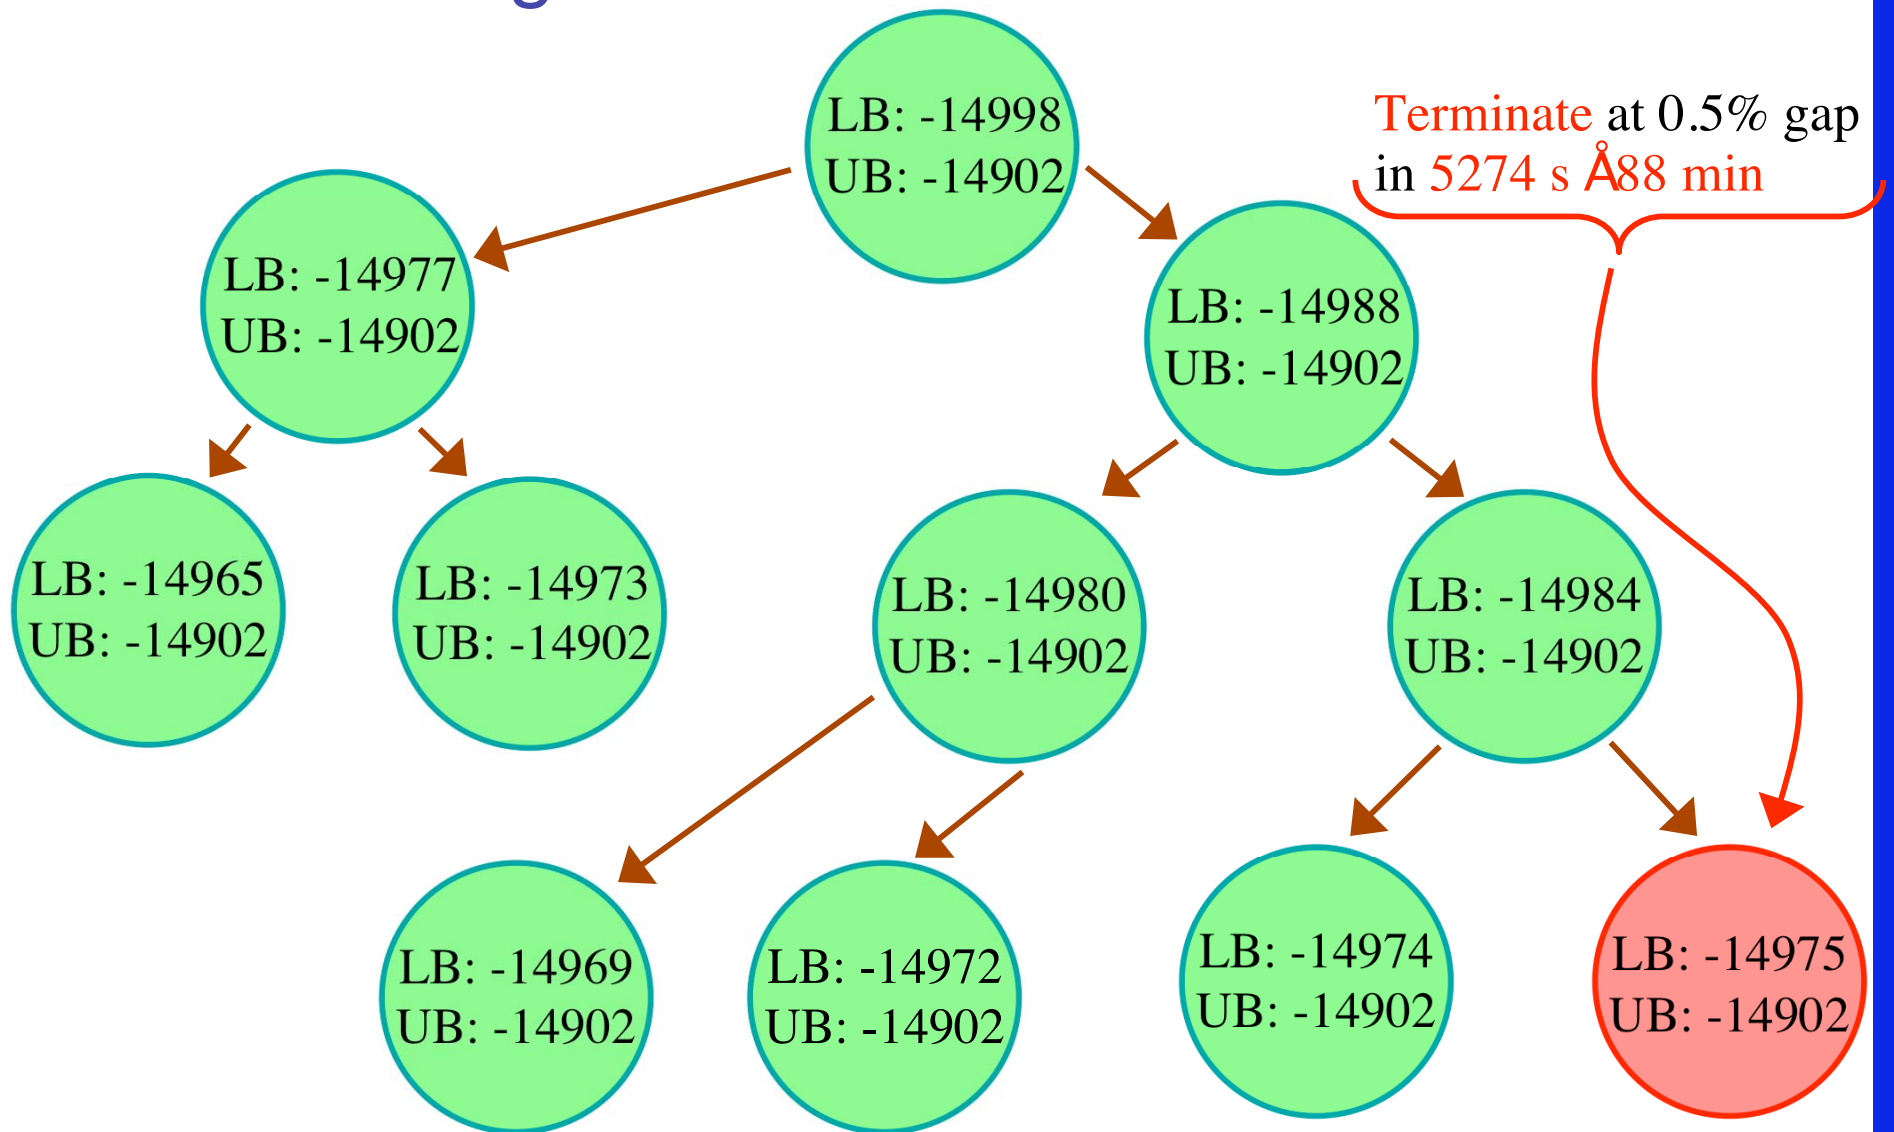 g
LB: -14998
UB: -14902
Terminate at 0.5% gap
in 5274 s Å88 min
LB: -14977
UB: -14902
LB: -14988
UB: -14902
LB: -14965
UB: -14902
LB: -14973
UB: -14902
LB: -14980
UB: -14902
LB: -14984
UB: -14902
LB: -14969
UB: -14902
LB: -14972
UB: -14902
LB: -14974
UB: -14902
LB: -14975
UB: -14902